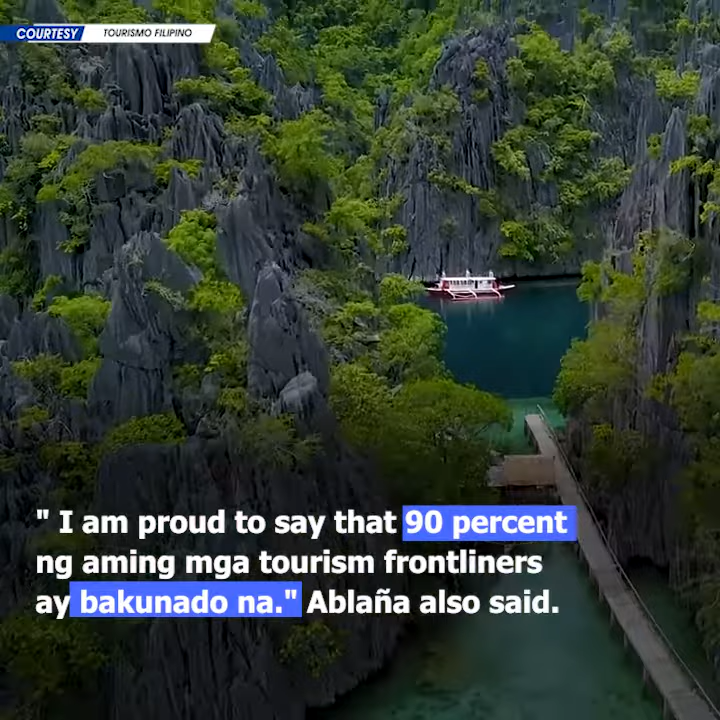 COURTESY TOURISMO FILIPINO
" I am proud to say that 90 percent
ng aming mga tourism frontliners
ay bakunado na." Ablaña also said.